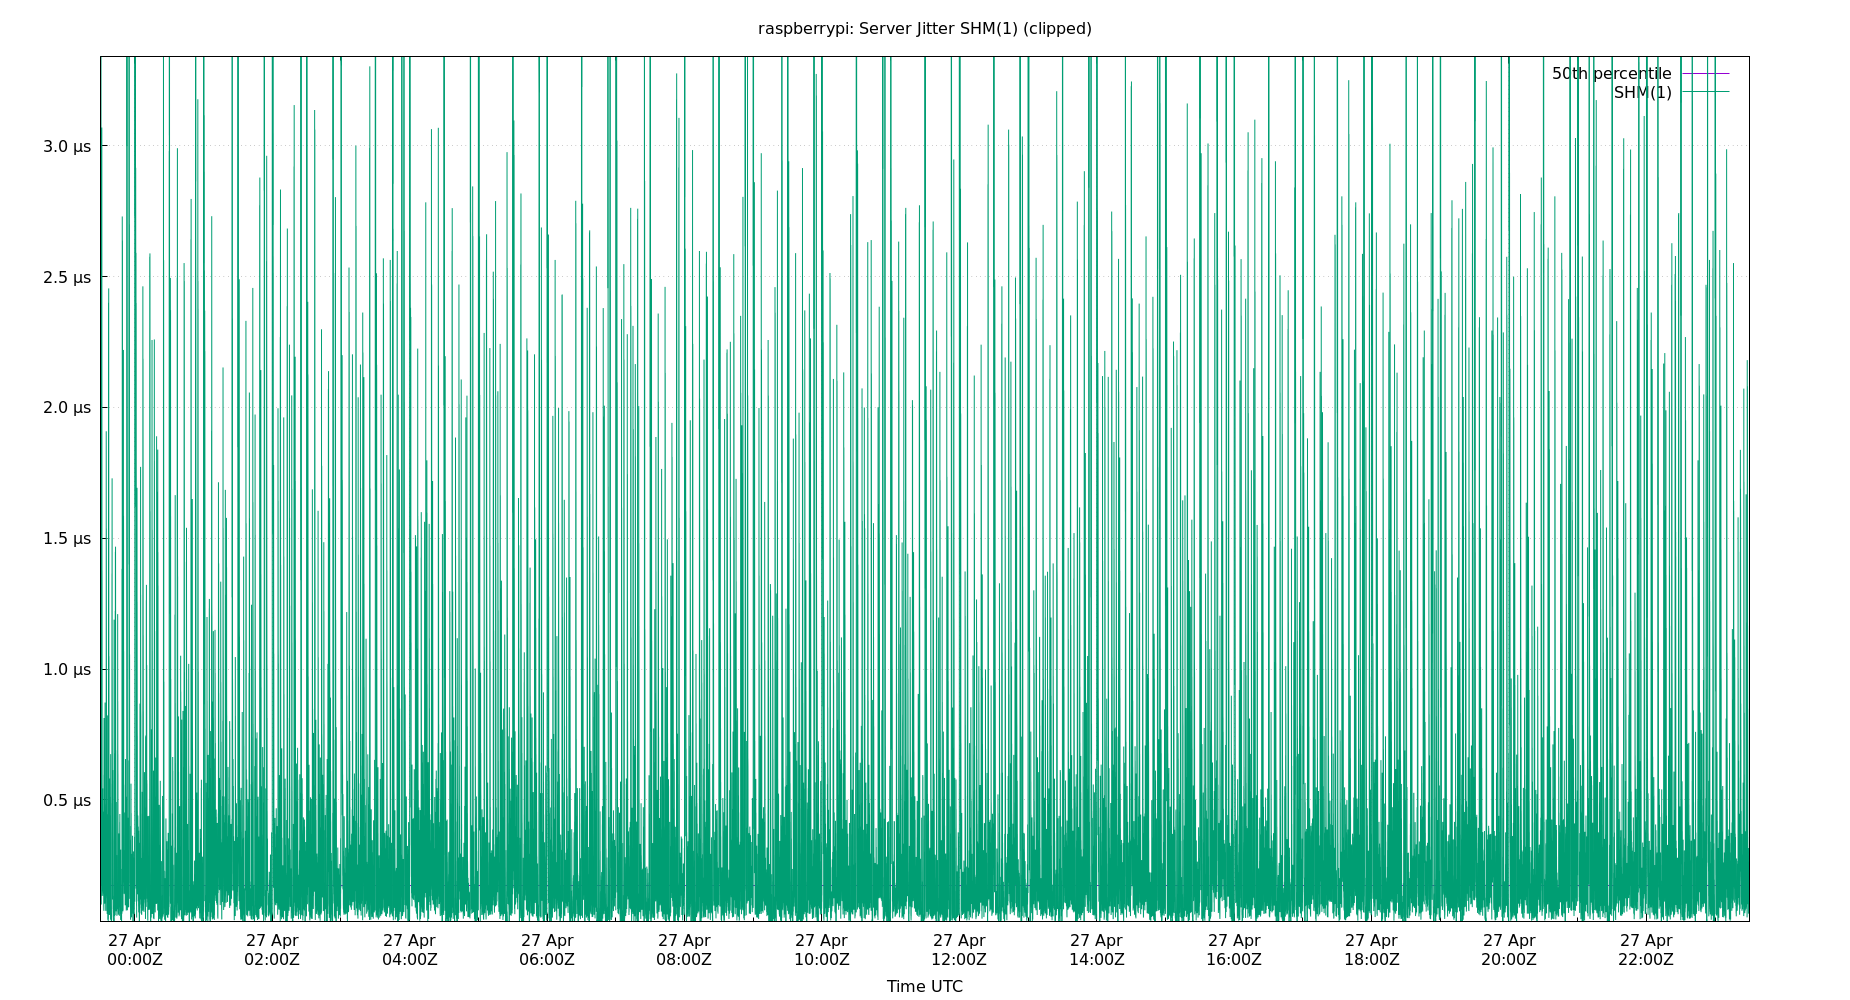 raspberrypi: Server Jitter SHM(1) (clipped)
50th percentile
SHM(1)
3.0 µs
2.5 µs
2.0 µs
1.5 µs
1.0 µs
0.5 µs
27 Apr 27 Apr 27 Apr 27 Apr 27 Apr 27 Apr 27 Apr 27 Apr 27 Apr 27 Apr 27 Apr 27 Apr
00:00Z 02:00Z 04:00Z 06:00Z 08:00Z 10:00Z 12:00Z 14:00Z 16:00Z 18:00Z 20:00Z 22:00Z
Time UTC